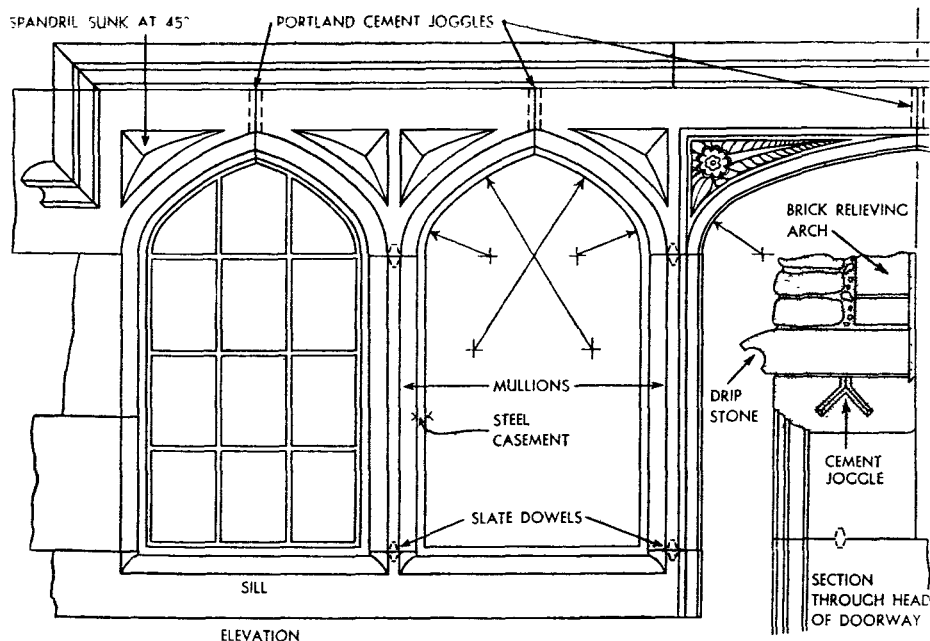 SPANDRIL SUNK AT 45°
PORTLAND CEMENT JOGGLES
BRICK RELIEVING
ARCH
MULLIONS
STEEL
CASEMENT
DRIP
STONE
CEMENT
JOGGLE
SLATE DOWELS
SILL
SECTION
THROUGH HEAD
OF DOORWAY
ELEVATION